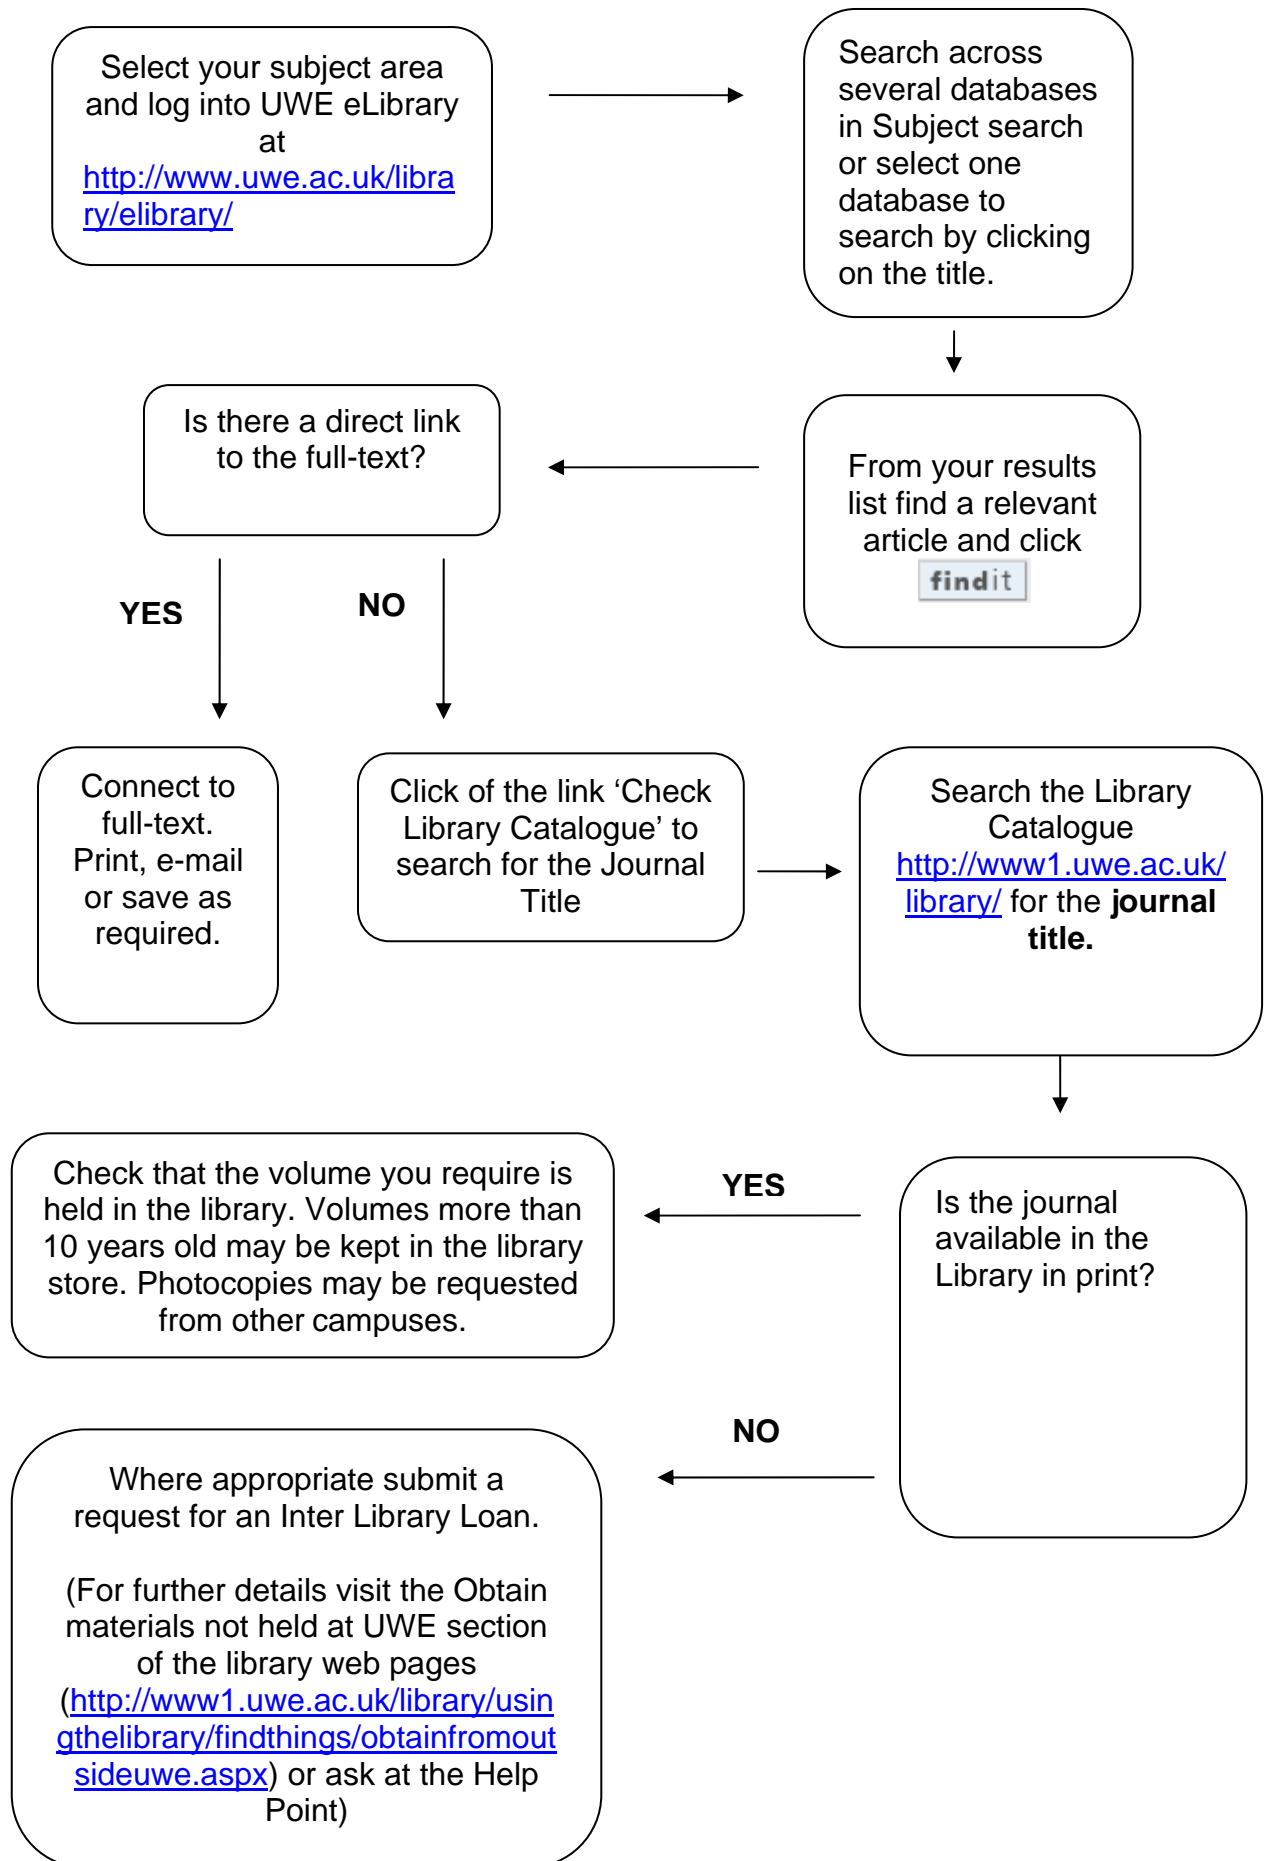 Select your subject area
and log into UWE eLibrary
at
http://www.uwe.ac.uk/libra
ry/elibrary/
Search across
several databases
in Subject search
or select one
database to
search by clicking
on the title.
From your results
list find a relevant
article and click
findit
Is there a direct link
to the full-text?
YES
NO
Connect to
full-text.
Print, e-mail
or save as
required.
Click of the link ‘Check
Library Catalogue’ to
search for the Journal
Title
Search the Library
Catalogue
http://www1.uwe.ac.uk/
library/ for the journal
title.
Is the journal
available in the
Library in print?
YES
Check that the volume you require is
held in the library. Volumes more than
10 years old may be kept in the library
store. Photocopies may be requested
from other campuses.
NO
Where appropriate submit a
request for an Inter Library Loan.
(For further details visit the Obtain
materials not held at UWE section
of the library web pages
(http://www1.uwe.ac.uk/library/usin
gthelibrary/findthings/obtainfromout
sideuwe.aspx) or ask at the Help
Point)